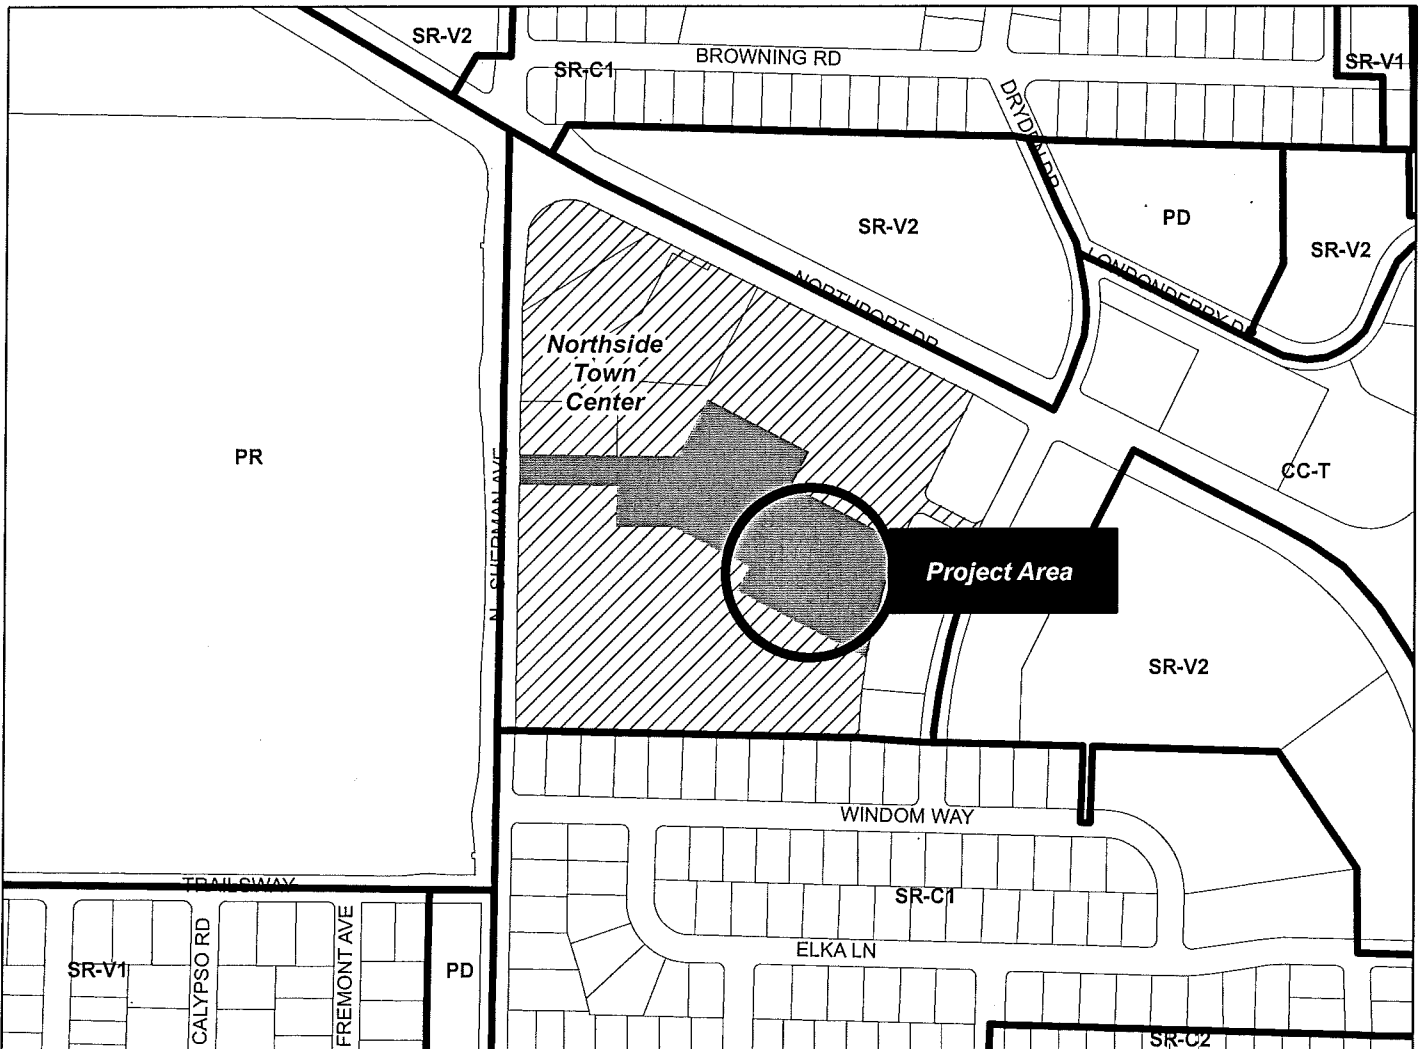 SR-V2
BROWNING RD
SR-C1
SR-V1
DRYDEN DR
SR-V2
PD
SR-V2
LONDONDERRY DR
NORTHPORT DR
Northside
Town
Center
PR
N. SHERMAN AVE
CC-T
Project Area
SR-V2
WINDOM WAY
TRAILSWAY
SR-C1
ELKA LN
SR-V1
CALYPSO RD
FREMONT AVE
PD
SR-C2